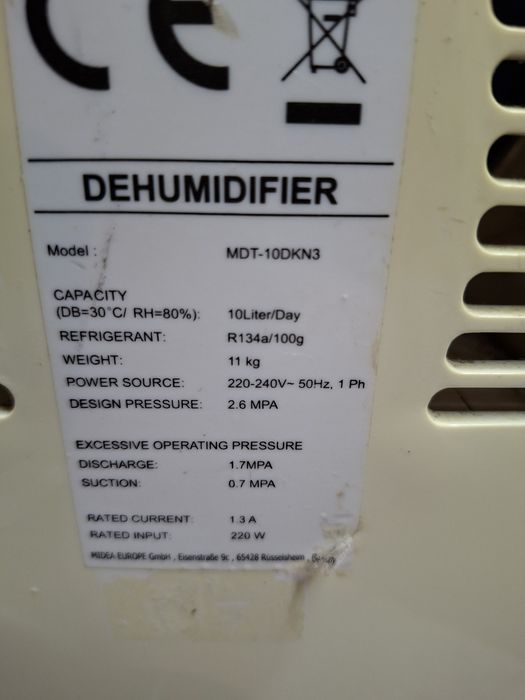 CE
DEHUMIDIFIER
Model : MDT-10DKN3
CAPACITY
(DB=30°C/ RH=80%): 10Liter/Day
REFRIGERANT: R134a/100g
WEIGHT: 11 kg
POWER SOURCE: 220-240V~ 50Hz, 1 Ph
DESIGN PRESSURE: 2.6 MPA
EXCESSIVE OPERATING PRESSURE
DISCHARGE: 1.7MPA
SUCTION: 0.7 MPA
RATED CURRENT: 1.3 A
RATED INPUT: 220 W
MIDEA EUROPE GmbH , Eisenstraße 9c , 65428 Rüsselsheim ,